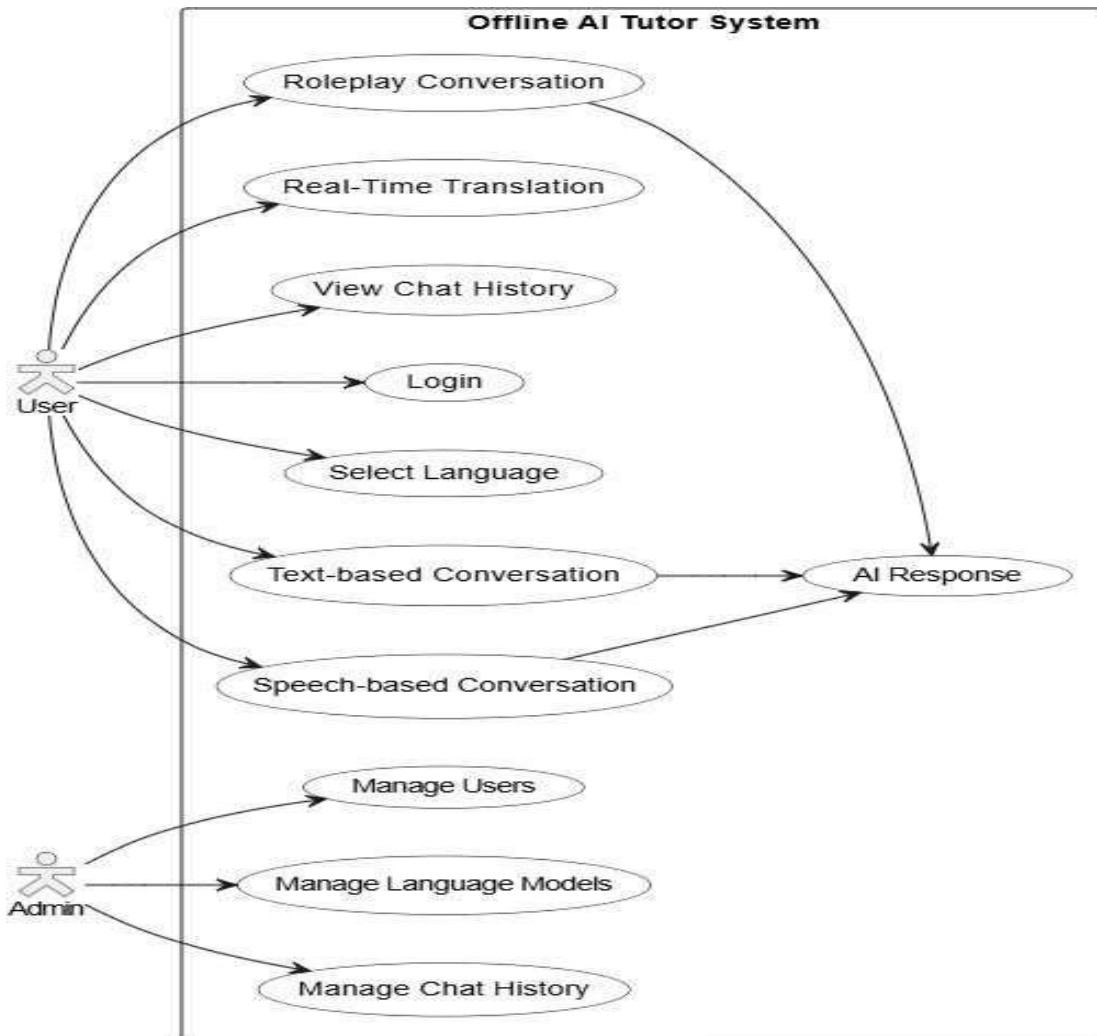 Offline AI Tutor System
Roleplay Conversation
Real-Time Translation
View Chat History
Login
User
Select Language
Text-based Conversation
AI Response
Speech-based Conversation
Manage Users
Manage Language Models
Admin
Manage Chat History